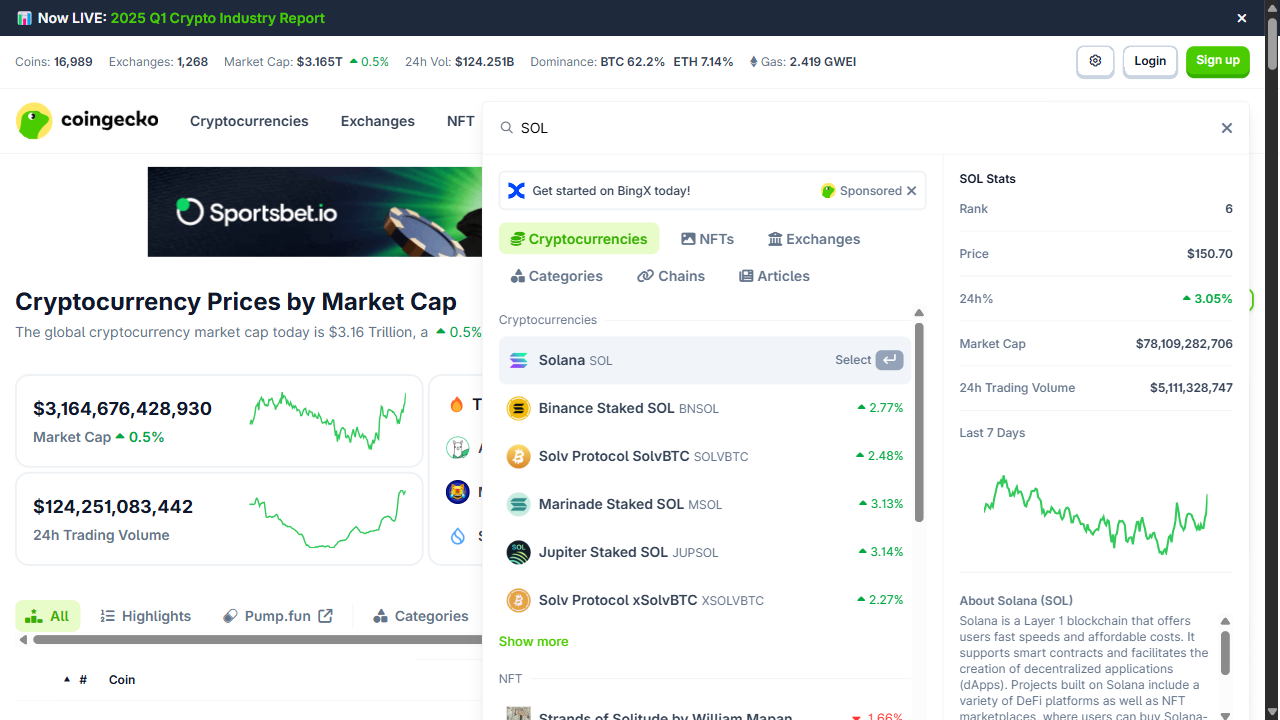 Now LIVE: 2025 Q1 Crypto Industry Report
Coins: 16,989 Exchanges: 1,268 Market Cap: $3.165T 0.5% 24h Vol: $124.251B Dominance: BTC 62.2% ETH 7.14% Gas: 2.419 GWEI
Login
Sign up
coingecko
Cryptocurrencies Exchanges NFT
SOL
Sportsbet.io
Get started on BingX today!
Sponsored
Cryptocurrencies NFTs Exchanges
Categories Chains Articles
Cryptocurrencies
Solana SOL Select
Binance Staked SOL BNSOL 2.77%
Solv Protocol SolvBTC SOLVBTC 2.48%
Marinade Staked SOL MSOL 3.13%
Jupiter Staked SOL JUPSOL 3.14%
Solv Protocol xSolvBTC XSOLVBTC 2.27%
Show more
NFT
Strands of Solitude by William Mapan 1.66%
SOL Stats
Rank 6
Price $150.70
24h% 3.05%
Market Cap $78,109,282,706
24h Trading Volume $5,111,328,747
Last 7 Days
About Solana (SOL)
Solana is a Layer 1 blockchain that offers
users fast speeds and affordable costs. It
supports smart contracts and facilitates the
creation of decentralized applications
(dApps). Projects built on Solana include a
variety of DeFi platforms as well as NFT
marketplaces, where users can buy Solana-
Cryptocurrency Prices by Market Cap
The global cryptocurrency market cap today is $3.16 Trillion, a 0.5%
$3,164,676,428,930
Market Cap 0.5%
$124,251,083,442
24h Trading Volume
All Highlights Pump.fun Categories
# Coin